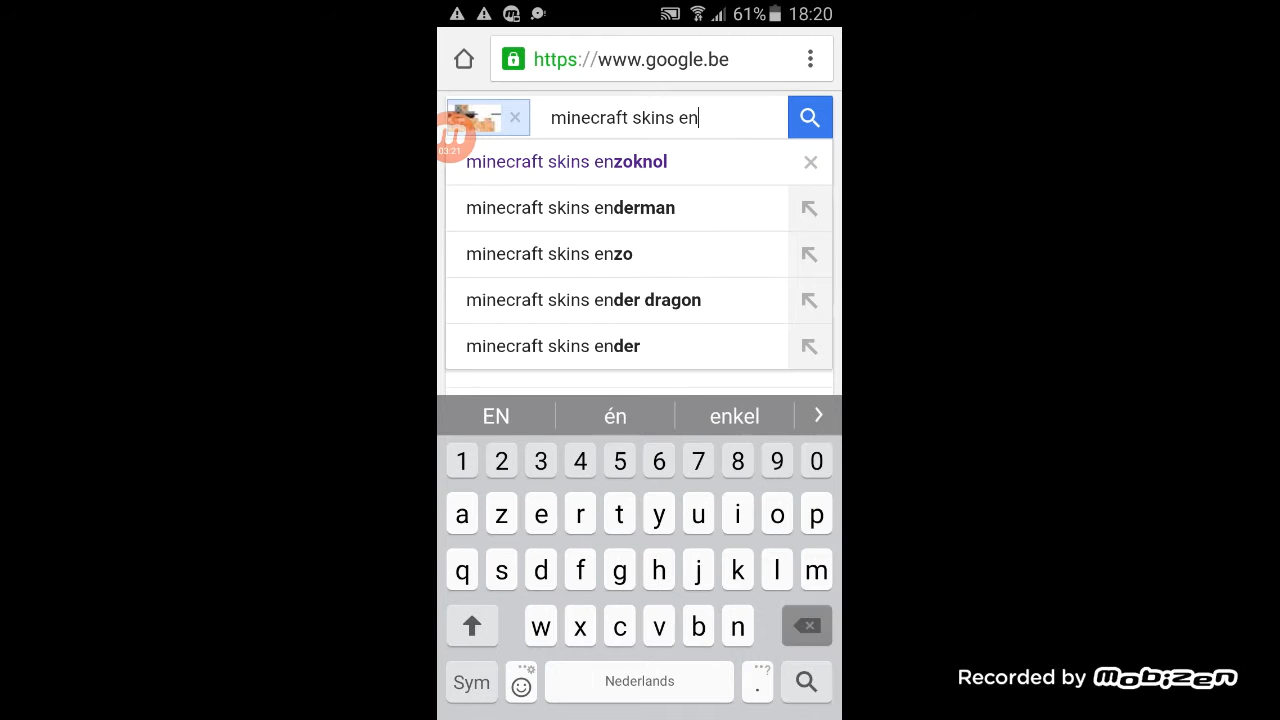 61% 18:20
https://www.google.be
minecraft skins en
03:21
minecraft skins enzoknol
minecraft skins enderman
minecraft skins enzo
minecraft skins ender dragon
minecraft skins ender
EN én enkel
1 2 3 4 5 6 7 8 9 0
a z e r t y u i o p
q s d f g h j k l m
w x c v b n
Sym Nederlands . ...?
Recorded by mobizen